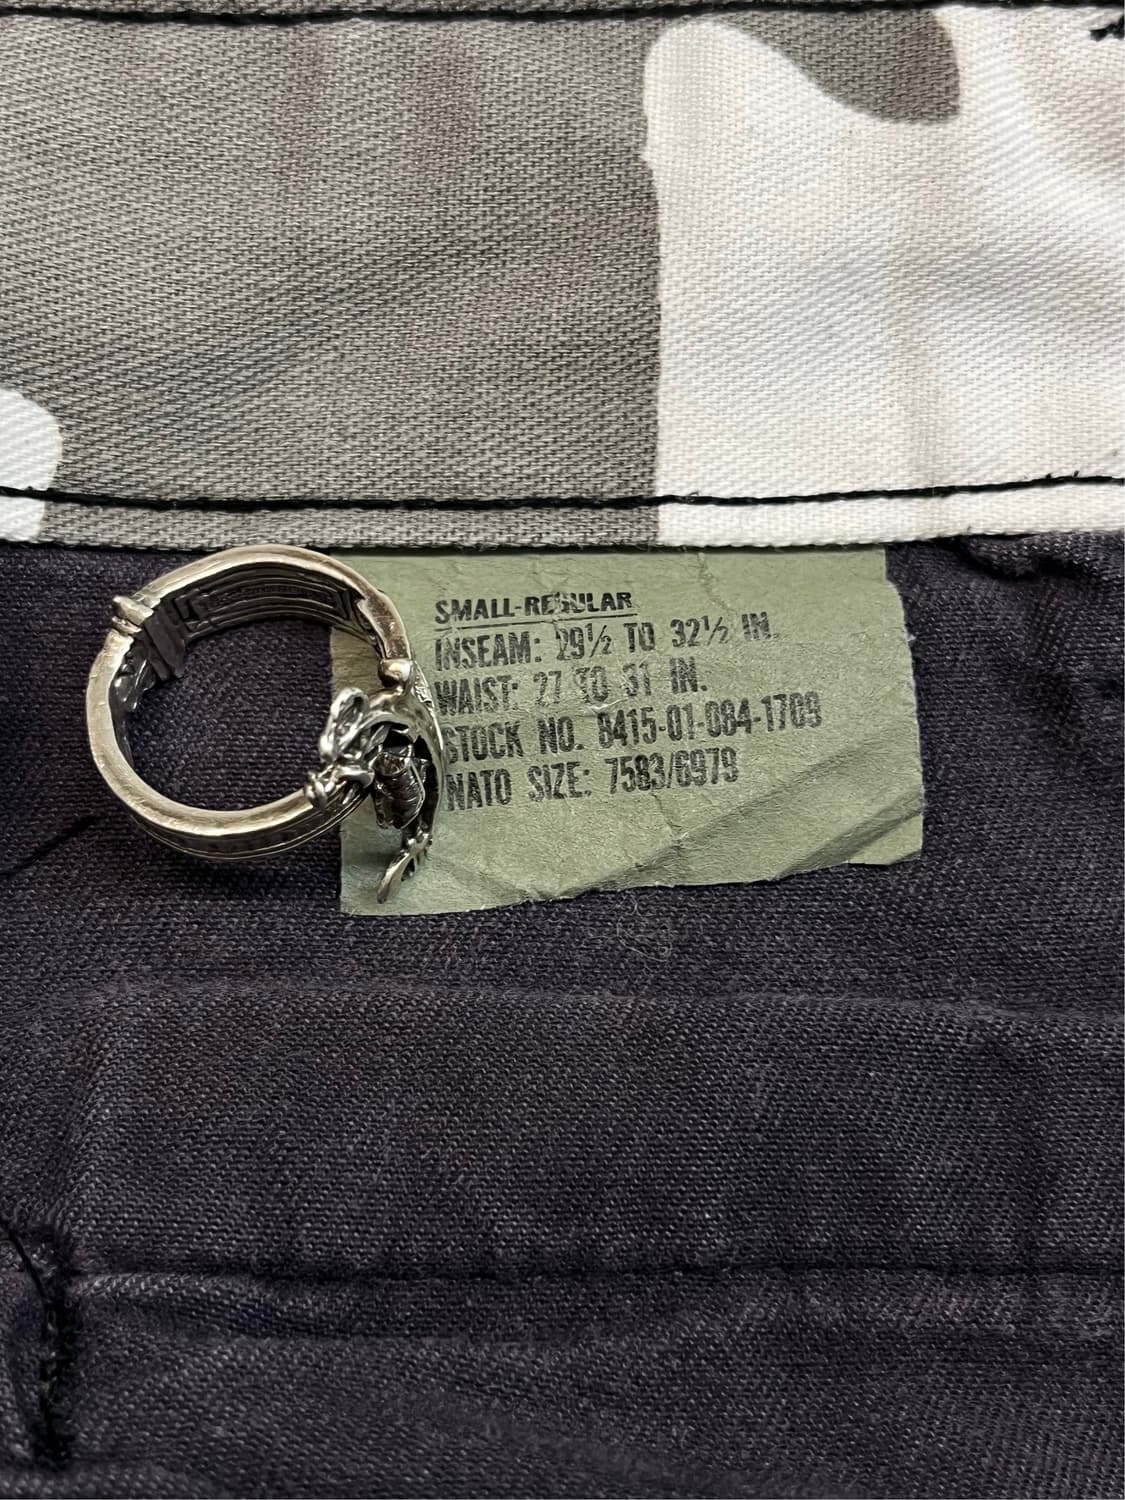 SMALL-REGULAR
INSEAM: 29½ TO 32½ IN.
WAIST: 27 TO 31 IN.
STOCK NO. 8415-01-084-1709
NATO SIZE: 7583/6979